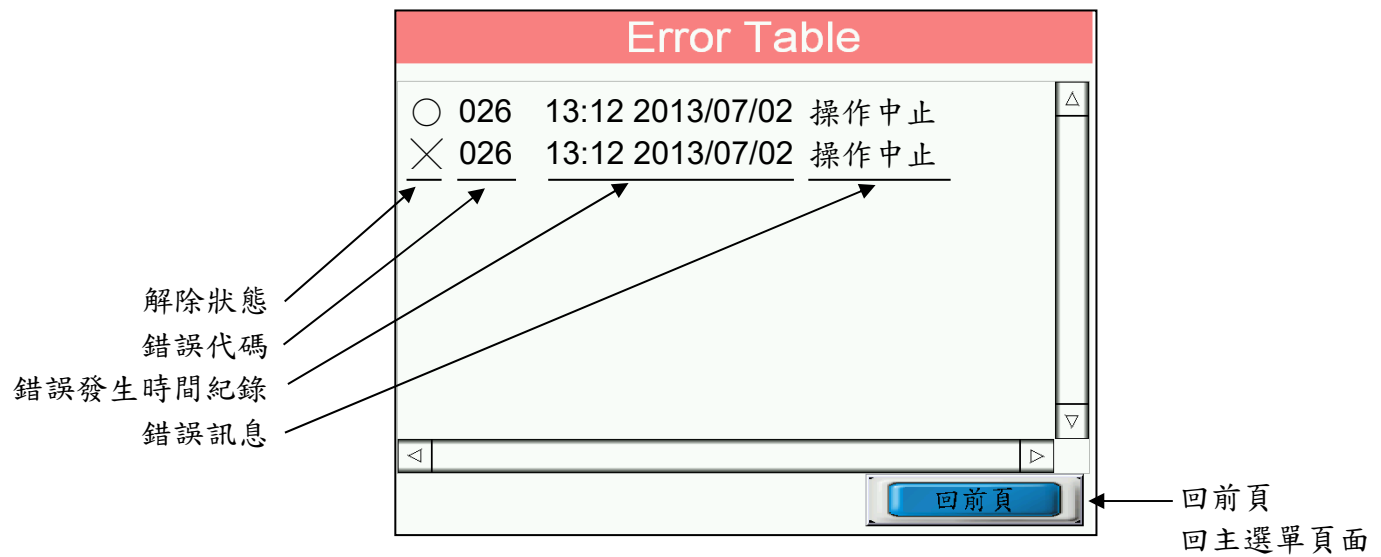 Error Table
○ 026 13:12 2013/07/02 操作中止
╳ 026 13:12 2013/07/02 操作中止
解除狀態
錯誤代碼
錯誤發生時間紀錄
錯誤訊息
回前頁
回前頁
回主選單頁面